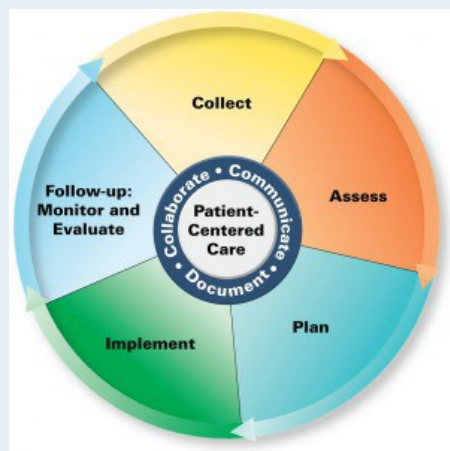 Collect
Assess
Plan
Implement
Follow-up:
Monitor and
Evaluate
Collaborate • Communicate • Document •
Patient-
Centered
Care